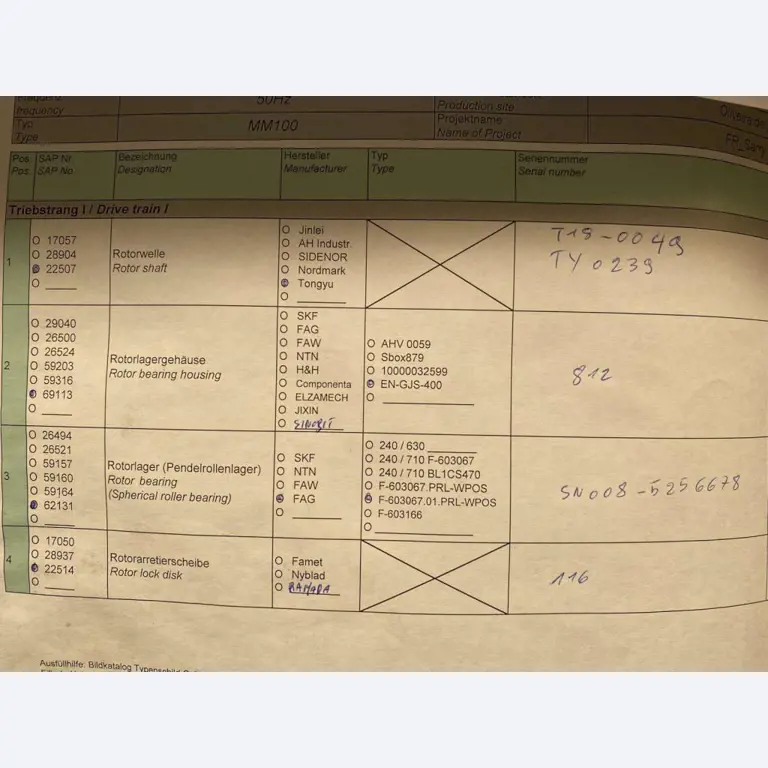 Frequenz
frequency
50Hz
Production site
Typ
Type
MM100
Projektname
Name of Project
Pos SAP Nr. Bezeichnung Hersteller Typ Seriennummer
Poz. SAP No. Designation Manufacturer Type Serial number
Triebstrang I / Drive train I
1
17057
28904
22507
Rotorwelle
Rotor shaft
Jinlei
AH Industr.
SIDENOR
Nordmark
Tongyu
T18-0049
TY0239
2
29040
26500
26524
59203
59316
69113
Rotorlagergehäuse
Rotor bearing housing
SKF
FAG
FAW
NTN
H&H
Componenta
ELZAMECH
JIXIN
AHV 0059
Sbox879
10000032599
EN-GJS-400
812
3
26494
26521
59157
59160
59164
62131
Rotorlager (Pendelrollenlager)
Rotor bearing
(Spherical roller bearing)
SKF
NTN
FAW
FAG
240 / 630
240 / 710 F-603067
240 / 710 BL1CS470
F-603067.PRL-WPOS
F-603067.01.PRL-WPOS
F-603166
SN008-5256678
4
17050
28937
22514
Rotorarretierscheibe
Rotor lock disk
Famet
Nyblad
116
Ausfüllhilfe: Bildkatalog Typenschild